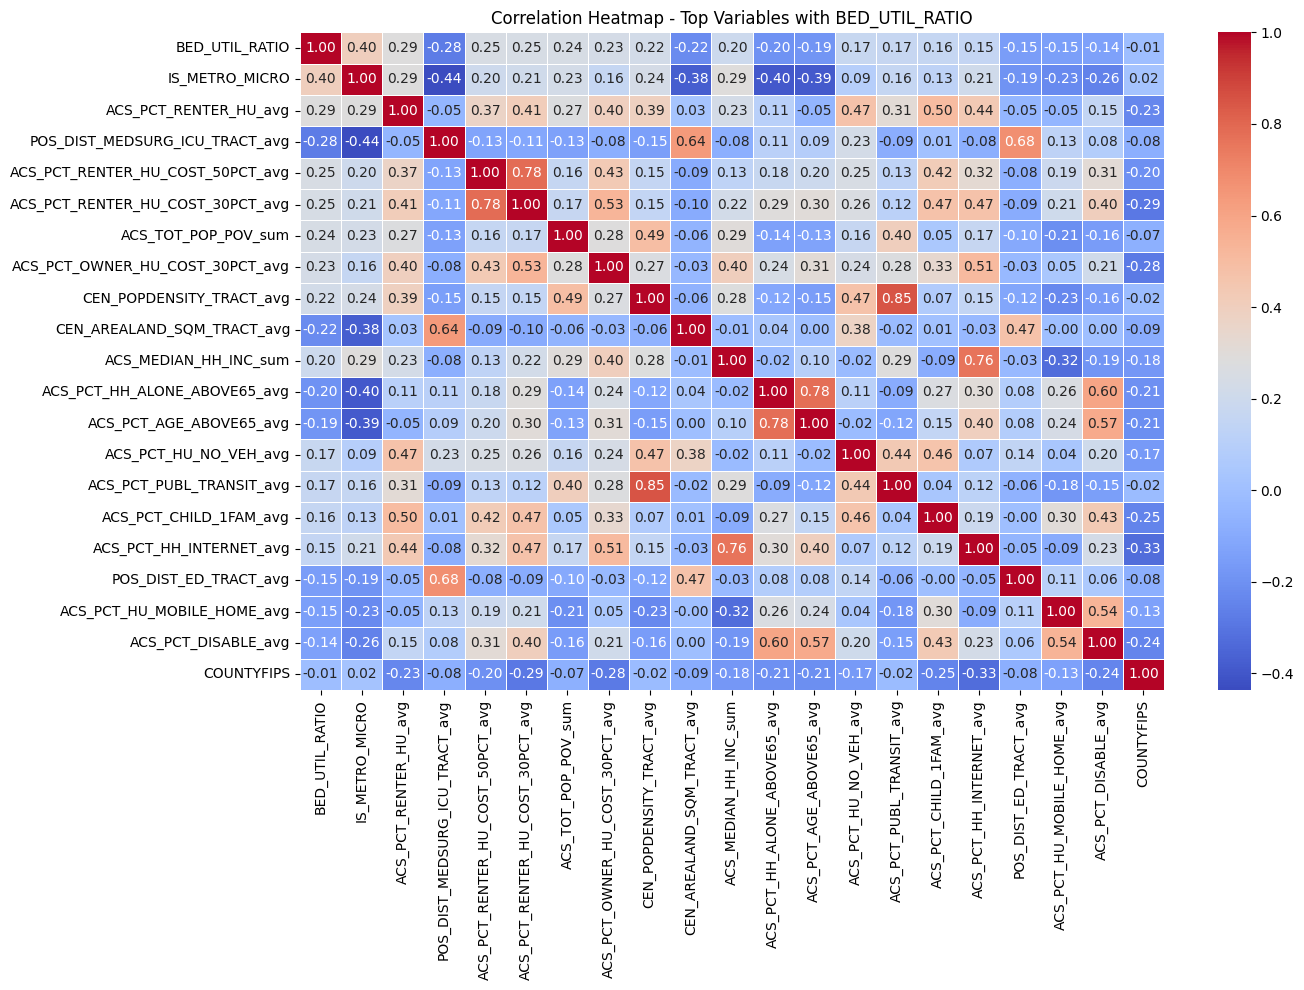 Correlation Heatmap - Top Variables with BED_UTIL_RATIO
BED_UTIL_RATIO 1.00 0.40 0.29 -0.28 0.25 0.25 0.24 0.23 0.22 -0.22 0.20 -0.20 -0.19 0.17 0.17 0.16 0.15 -0.15 -0.15 -0.14 -0.01
IS_METRO_MICRO 0.40 1.00 0.29 -0.44 0.20 0.21 0.23 0.16 0.24 -0.38 0.29 -0.40 -0.39 0.09 0.16 0.13 0.21 -0.19 -0.23 -0.26 0.02
ACS_PCT_RENTER_HU_avg 0.29 0.29 1.00 -0.05 0.37 0.41 0.27 0.40 0.39 0.03 0.23 0.11 -0.05 0.47 0.31 0.50 0.44 -0.05 -0.05 0.15 -0.23
POS_DIST_MEDSURG_ICU_TRACT_avg -0.28 -0.44 -0.05 1.00 -0.13 -0.11 -0.13 -0.08 -0.15 0.64 -0.08 0.11 0.09 0.23 -0.09 0.01 -0.08 0.68 0.13 0.08 -0.08
ACS_PCT_RENTER_HU_COST_50PCT_avg 0.25 0.20 0.37 -0.13 1.00 0.78 0.16 0.43 0.15 -0.09 0.13 0.18 0.20 0.25 0.13 0.42 0.32 -0.08 0.19 0.31 -0.20
ACS_PCT_RENTER_HU_COST_30PCT_avg 0.25 0.21 0.41 -0.11 0.78 1.00 0.17 0.53 0.15 -0.10 0.22 0.29 0.30 0.26 0.12 0.47 0.47 -0.09 0.21 0.40 -0.29
ACS_TOT_POP_POV_sum 0.24 0.23 0.27 -0.13 0.16 0.17 1.00 0.28 0.49 -0.06 0.29 -0.14 -0.13 0.16 0.40 0.05 0.17 -0.10 -0.21 -0.16 -0.07
ACS_PCT_OWNER_HU_COST_30PCT_avg 0.23 0.16 0.40 -0.08 0.43 0.53 0.28 1.00 0.27 -0.03 0.40 0.24 0.31 0.24 0.28 0.33 0.51 -0.03 0.05 0.21 -0.28
CEN_POPDENSITY_TRACT_avg 0.22 0.24 0.39 -0.15 0.15 0.15 0.49 0.27 1.00 -0.06 0.28 -0.12 -0.15 0.47 0.85 0.07 0.15 -0.12 -0.23 -0.16 -0.02
CEN_AREALAND_SQM_TRACT_avg -0.22 -0.38 0.03 0.64 -0.09 -0.10 -0.06 -0.03 -0.06 1.00 -0.01 0.04 0.00 0.38 -0.02 0.01 -0.03 0.47 -0.00 0.00 -0.09
ACS_MEDIAN_HH_INC_sum 0.20 0.29 0.23 -0.08 0.13 0.22 0.29 0.40 0.28 -0.01 1.00 -0.02 0.10 -0.02 0.29 -0.09 0.76 -0.03 -0.32 -0.19 -0.18
ACS_PCT_HH_ALONE_ABOVE65_avg -0.20 -0.40 0.11 0.11 0.18 0.29 -0.14 0.24 -0.12 0.04 -0.02 1.00 0.78 0.11 -0.09 0.27 0.30 0.08 0.26 0.60 -0.21
ACS_PCT_AGE_ABOVE65_avg -0.19 -0.39 -0.05 0.09 0.20 0.30 -0.13 0.31 -0.15 0.00 0.10 0.78 1.00 -0.02 -0.12 0.15 0.40 0.08 0.24 0.57 -0.21
ACS_PCT_HU_NO_VEH_avg 0.17 0.09 0.47 0.23 0.25 0.26 0.16 0.24 0.47 0.38 -0.02 0.11 -0.02 1.00 0.44 0.46 0.07 0.14 0.04 0.20 -0.17
ACS_PCT_PUBL_TRANSIT_avg 0.17 0.16 0.31 -0.09 0.13 0.12 0.40 0.28 0.85 -0.02 0.29 -0.09 -0.12 0.44 1.00 0.04 0.12 -0.06 -0.18 -0.15 -0.02
ACS_PCT_CHILD_1FAM_avg 0.16 0.13 0.50 0.01 0.42 0.47 0.05 0.33 0.07 0.01 -0.09 0.27 0.15 0.46 0.04 1.00 0.19 -0.00 0.30 0.43 -0.25
ACS_PCT_HH_INTERNET_avg 0.15 0.21 0.44 -0.08 0.32 0.47 0.17 0.51 0.15 -0.03 0.76 0.30 0.40 0.07 0.12 0.19 1.00 -0.05 -0.09 0.23 -0.33
POS_DIST_ED_TRACT_avg -0.15 -0.19 -0.05 0.68 -0.08 -0.09 -0.10 -0.03 -0.12 0.47 -0.03 0.08 0.08 0.14 -0.06 -0.00 -0.05 1.00 0.11 0.06 -0.08
ACS_PCT_HU_MOBILE_HOME_avg -0.15 -0.23 -0.05 0.13 0.19 0.21 -0.21 0.05 -0.23 -0.00 -0.32 0.26 0.24 0.04 -0.18 0.30 -0.09 0.11 1.00 0.54 -0.13
ACS_PCT_DISABLE_avg -0.14 -0.26 0.15 0.08 0.31 0.40 -0.16 0.21 -0.16 0.00 -0.19 0.60 0.57 0.20 -0.15 0.43 0.23 0.06 0.54 1.00 -0.24
COUNTYFIPS -0.01 0.02 -0.23 -0.08 -0.20 -0.29 -0.07 -0.28 -0.02 -0.09 -0.18 -0.21 -0.21 -0.17 -0.02 -0.25 -0.33 -0.08 -0.13 -0.24 1.00
BED_UTIL_RATIO
IS_METRO_MICRO
ACS_PCT_RENTER_HU_avg
POS_DIST_MEDSURG_ICU_TRACT_avg
ACS_PCT_RENTER_HU_COST_50PCT_avg
ACS_PCT_RENTER_HU_COST_30PCT_avg
ACS_TOT_POP_POV_sum
ACS_PCT_OWNER_HU_COST_30PCT_avg
CEN_POPDENSITY_TRACT_avg
CEN_AREALAND_SQM_TRACT_avg
ACS_MEDIAN_HH_INC_sum
ACS_PCT_HH_ALONE_ABOVE65_avg
ACS_PCT_AGE_ABOVE65_avg
ACS_PCT_HU_NO_VEH_avg
ACS_PCT_PUBL_TRANSIT_avg
ACS_PCT_CHILD_1FAM_avg
ACS_PCT_HH_INTERNET_avg
POS_DIST_ED_TRACT_avg
ACS_PCT_HU_MOBILE_HOME_avg
ACS_PCT_DISABLE_avg
COUNTYFIPS
1.0
0.8
0.6
0.4
0.2
0.0
−0.2
−0.4